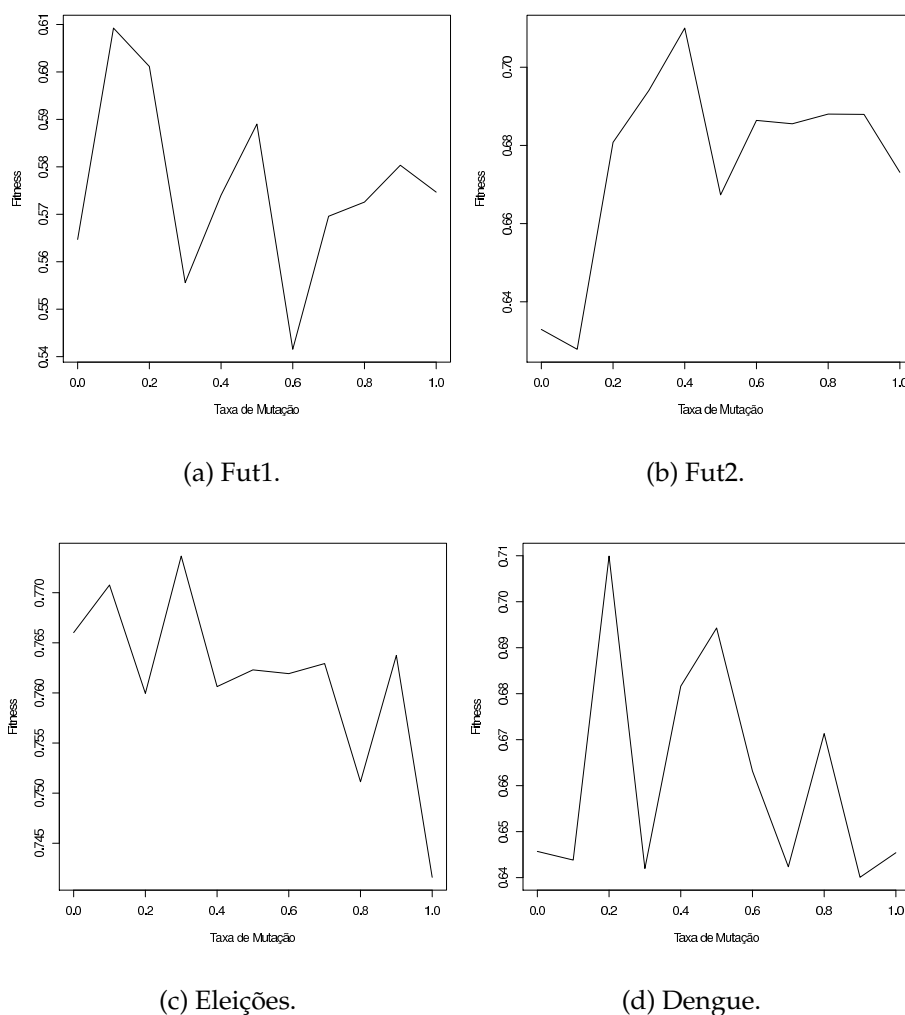 0.61
0.60
0.59
0.58
0.57
0.56
0.55
0.54
Fitness
0.0 0.2 0.4 0.6 0.8 1.0
Taxa de Mutação
(a) Fut1.
0.70
0.68
0.66
0.64
Fitness
0.0 0.2 0.4 0.6 0.8 1.0
Taxa de Mutação
(b) Fut2.
0.770
0.765
0.760
0.755
0.750
0.745
Fitness
0.0 0.2 0.4 0.6 0.8 1.0
Taxa de Mutação
(c) Eleições.
0.71
0.70
0.69
0.68
0.67
0.66
0.65
0.64
Fitness
0.0 0.2 0.4 0.6 0.8 1.0
Taxa de Mutação
(d) Dengue.